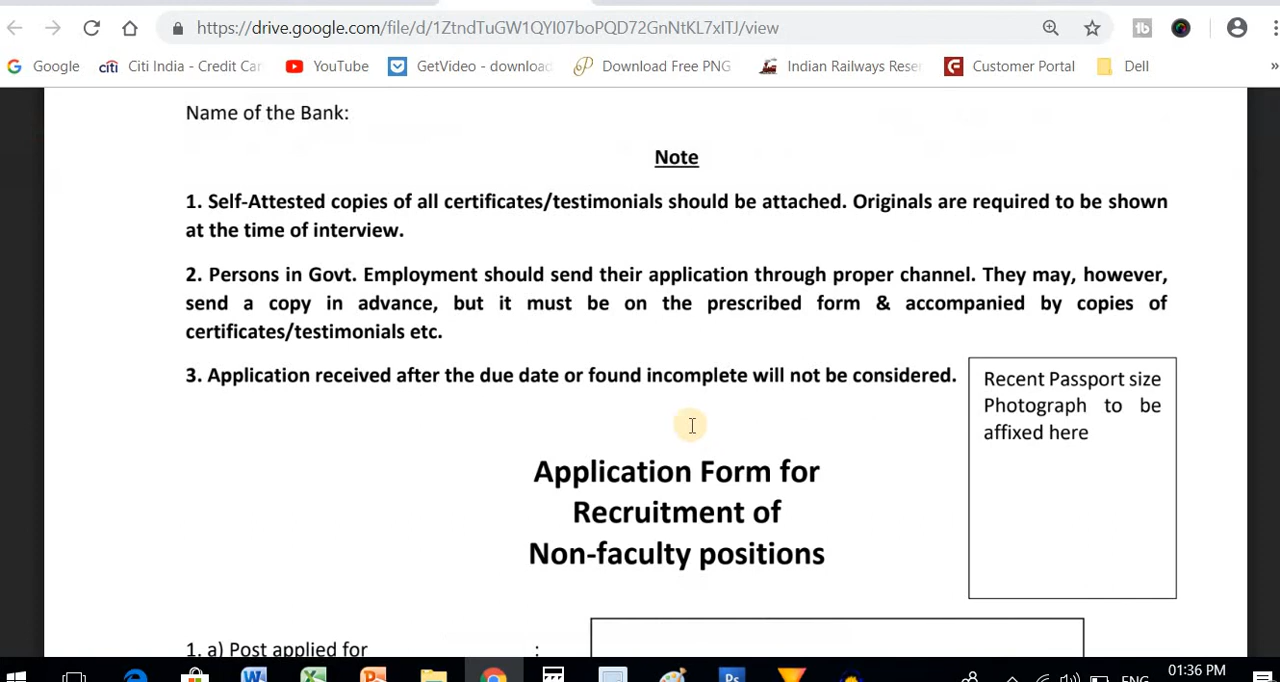 https://drive.google.com/file/d/1ZtndTuGW1QYI07boPQD72GnNtKL7xlTJ/view
Google Citi India - Credit Car YouTube GetVideo - download Download Free PNG Indian Railways Rese Customer Portal Dell
Name of the Bank:
Note
1. Self-Attested copies of all certificates/testimonials should be attached. Originals are required to be shown
at the time of interview.
2. Persons in Govt. Employment should send their application through proper channel. They may, however,
send a copy in advance, but it must be on the prescribed form & accompanied by copies of
certificates/testimonials etc.
3. Application received after the due date or found incomplete will not be considered.
Recent Passport size
Photograph to be
affixed here
Application Form for
Recruitment of
Non-faculty positions
1. a) Post applied for :
01:36 PM
ENG